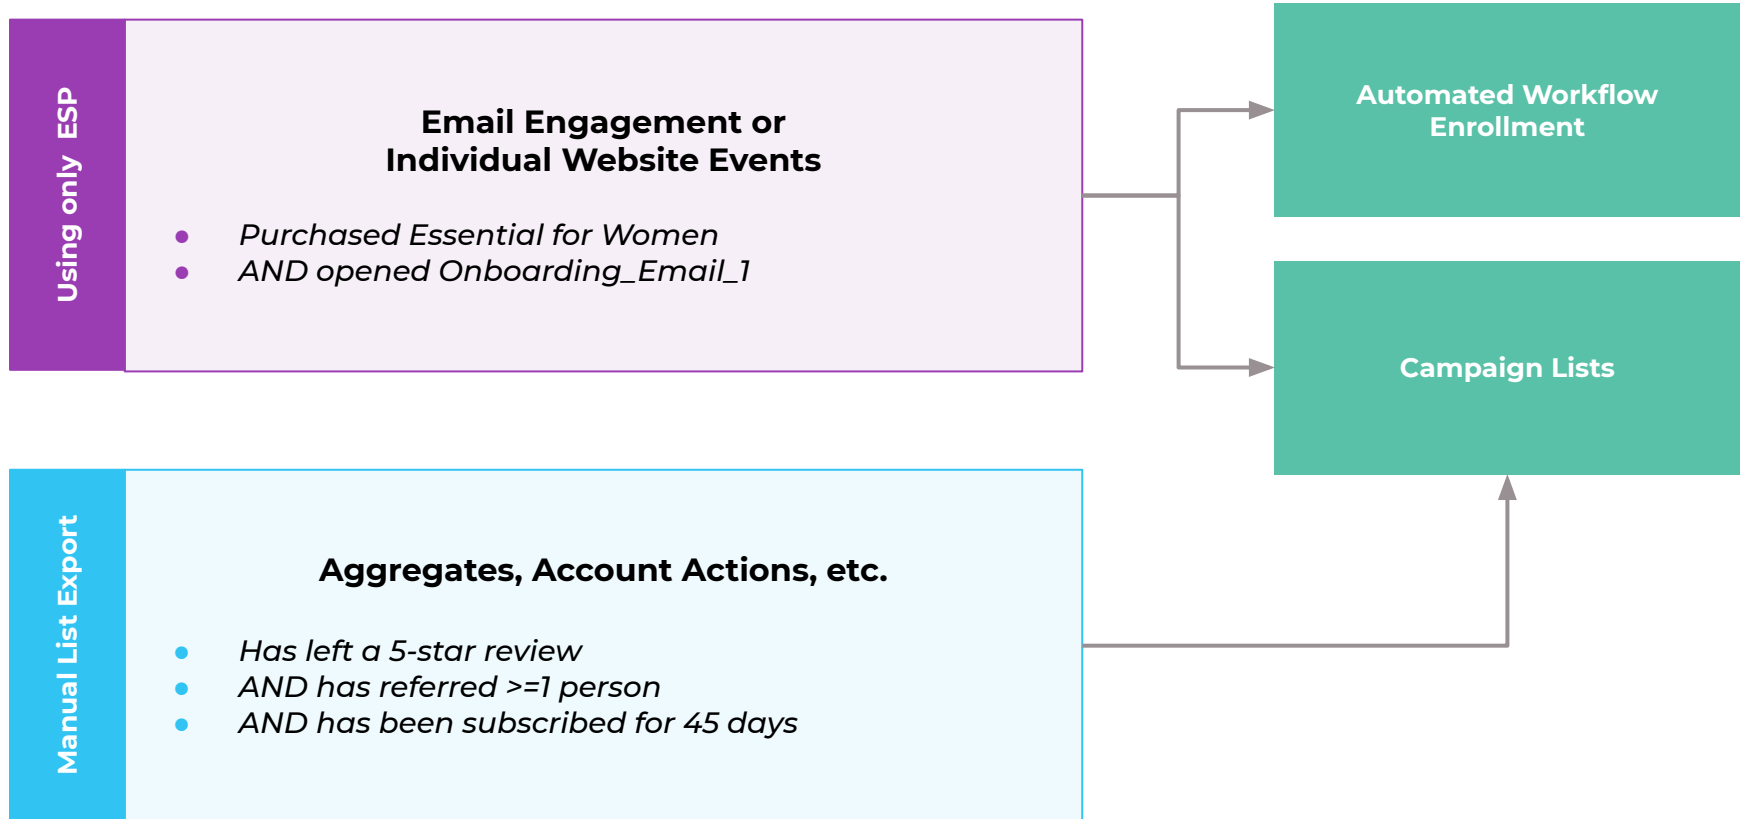 Using only ESP
Email Engagement or
Individual Website Events
● Purchased Essential for Women
● AND opened Onboarding_Email_1
Automated Workflow
Enrollment
Campaign Lists
Manual List Export
Aggregates, Account Actions, etc.
● Has left a 5-star review
● AND has referred >=1 person
● AND has been subscribed for 45 days